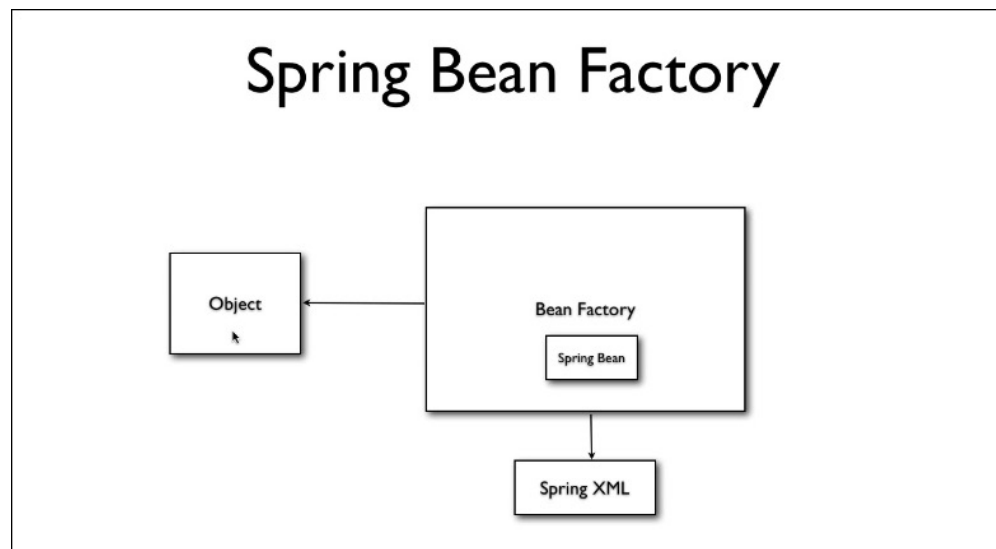 Spring Bean Factory
Object
Bean Factory
Spring Bean
Spring XML